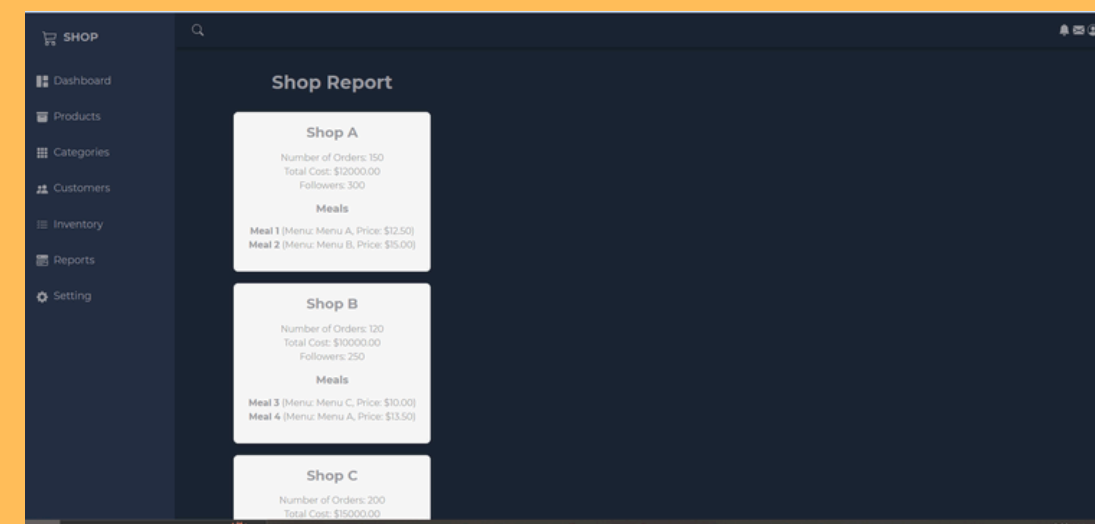 SHOP
Dashboard
Products
Categories
Customers
Inventory
Reports
Setting
Shop Report
Shop A
Number of Orders: 150
Total Cost: $12000.00
Followers: 300
Meals
Meal 1 (Menu: Menu A, Price: $12.50)
Meal 2 (Menu: Menu B, Price: $15.00)
Shop B
Number of Orders: 120
Total Cost: $10000.00
Followers: 250
Meals
Meal 3 (Menu: Menu C, Price: $10.00)
Meal 4 (Menu: Menu A, Price: $13.50)
Shop C
Number of Orders: 200
Total Cost: $15000.00